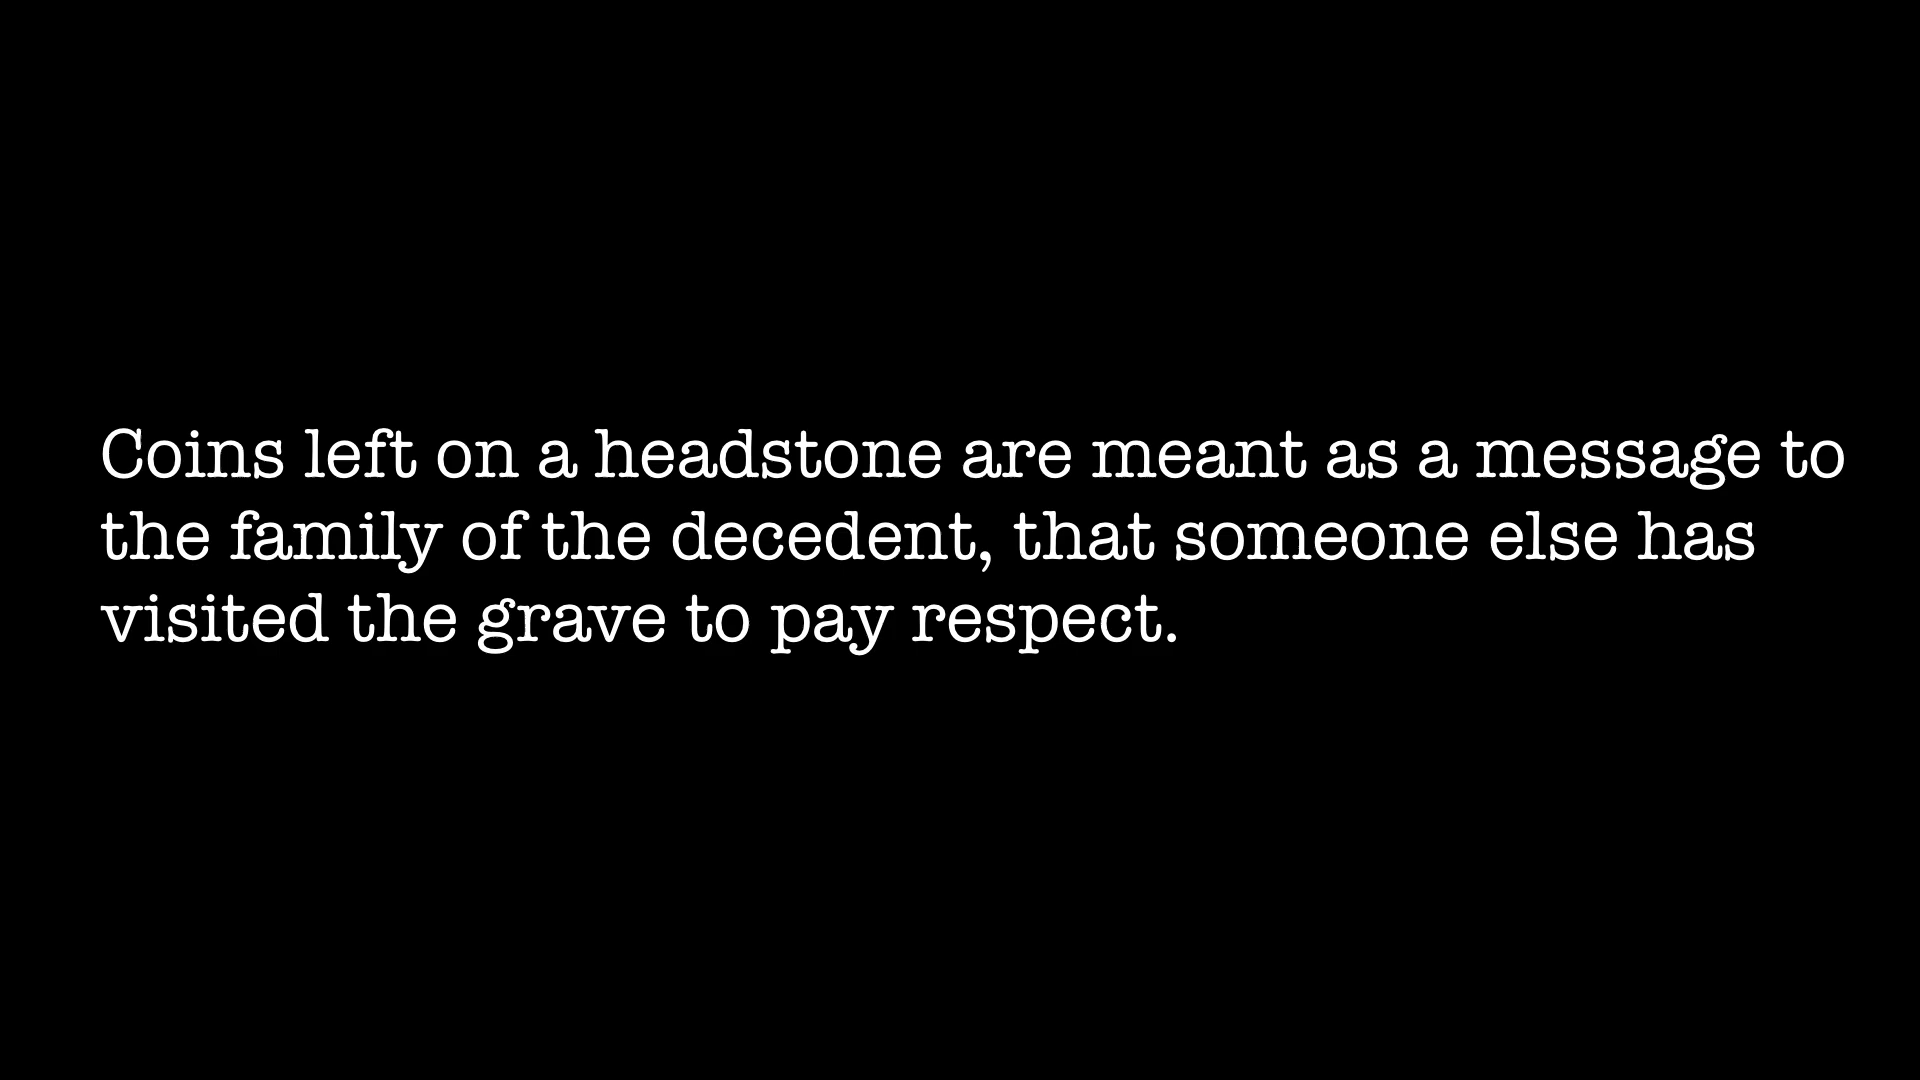 Coins left on a headstone are meant as a message to
the family of the decedent, that someone else has
visited the grave to pay respect.